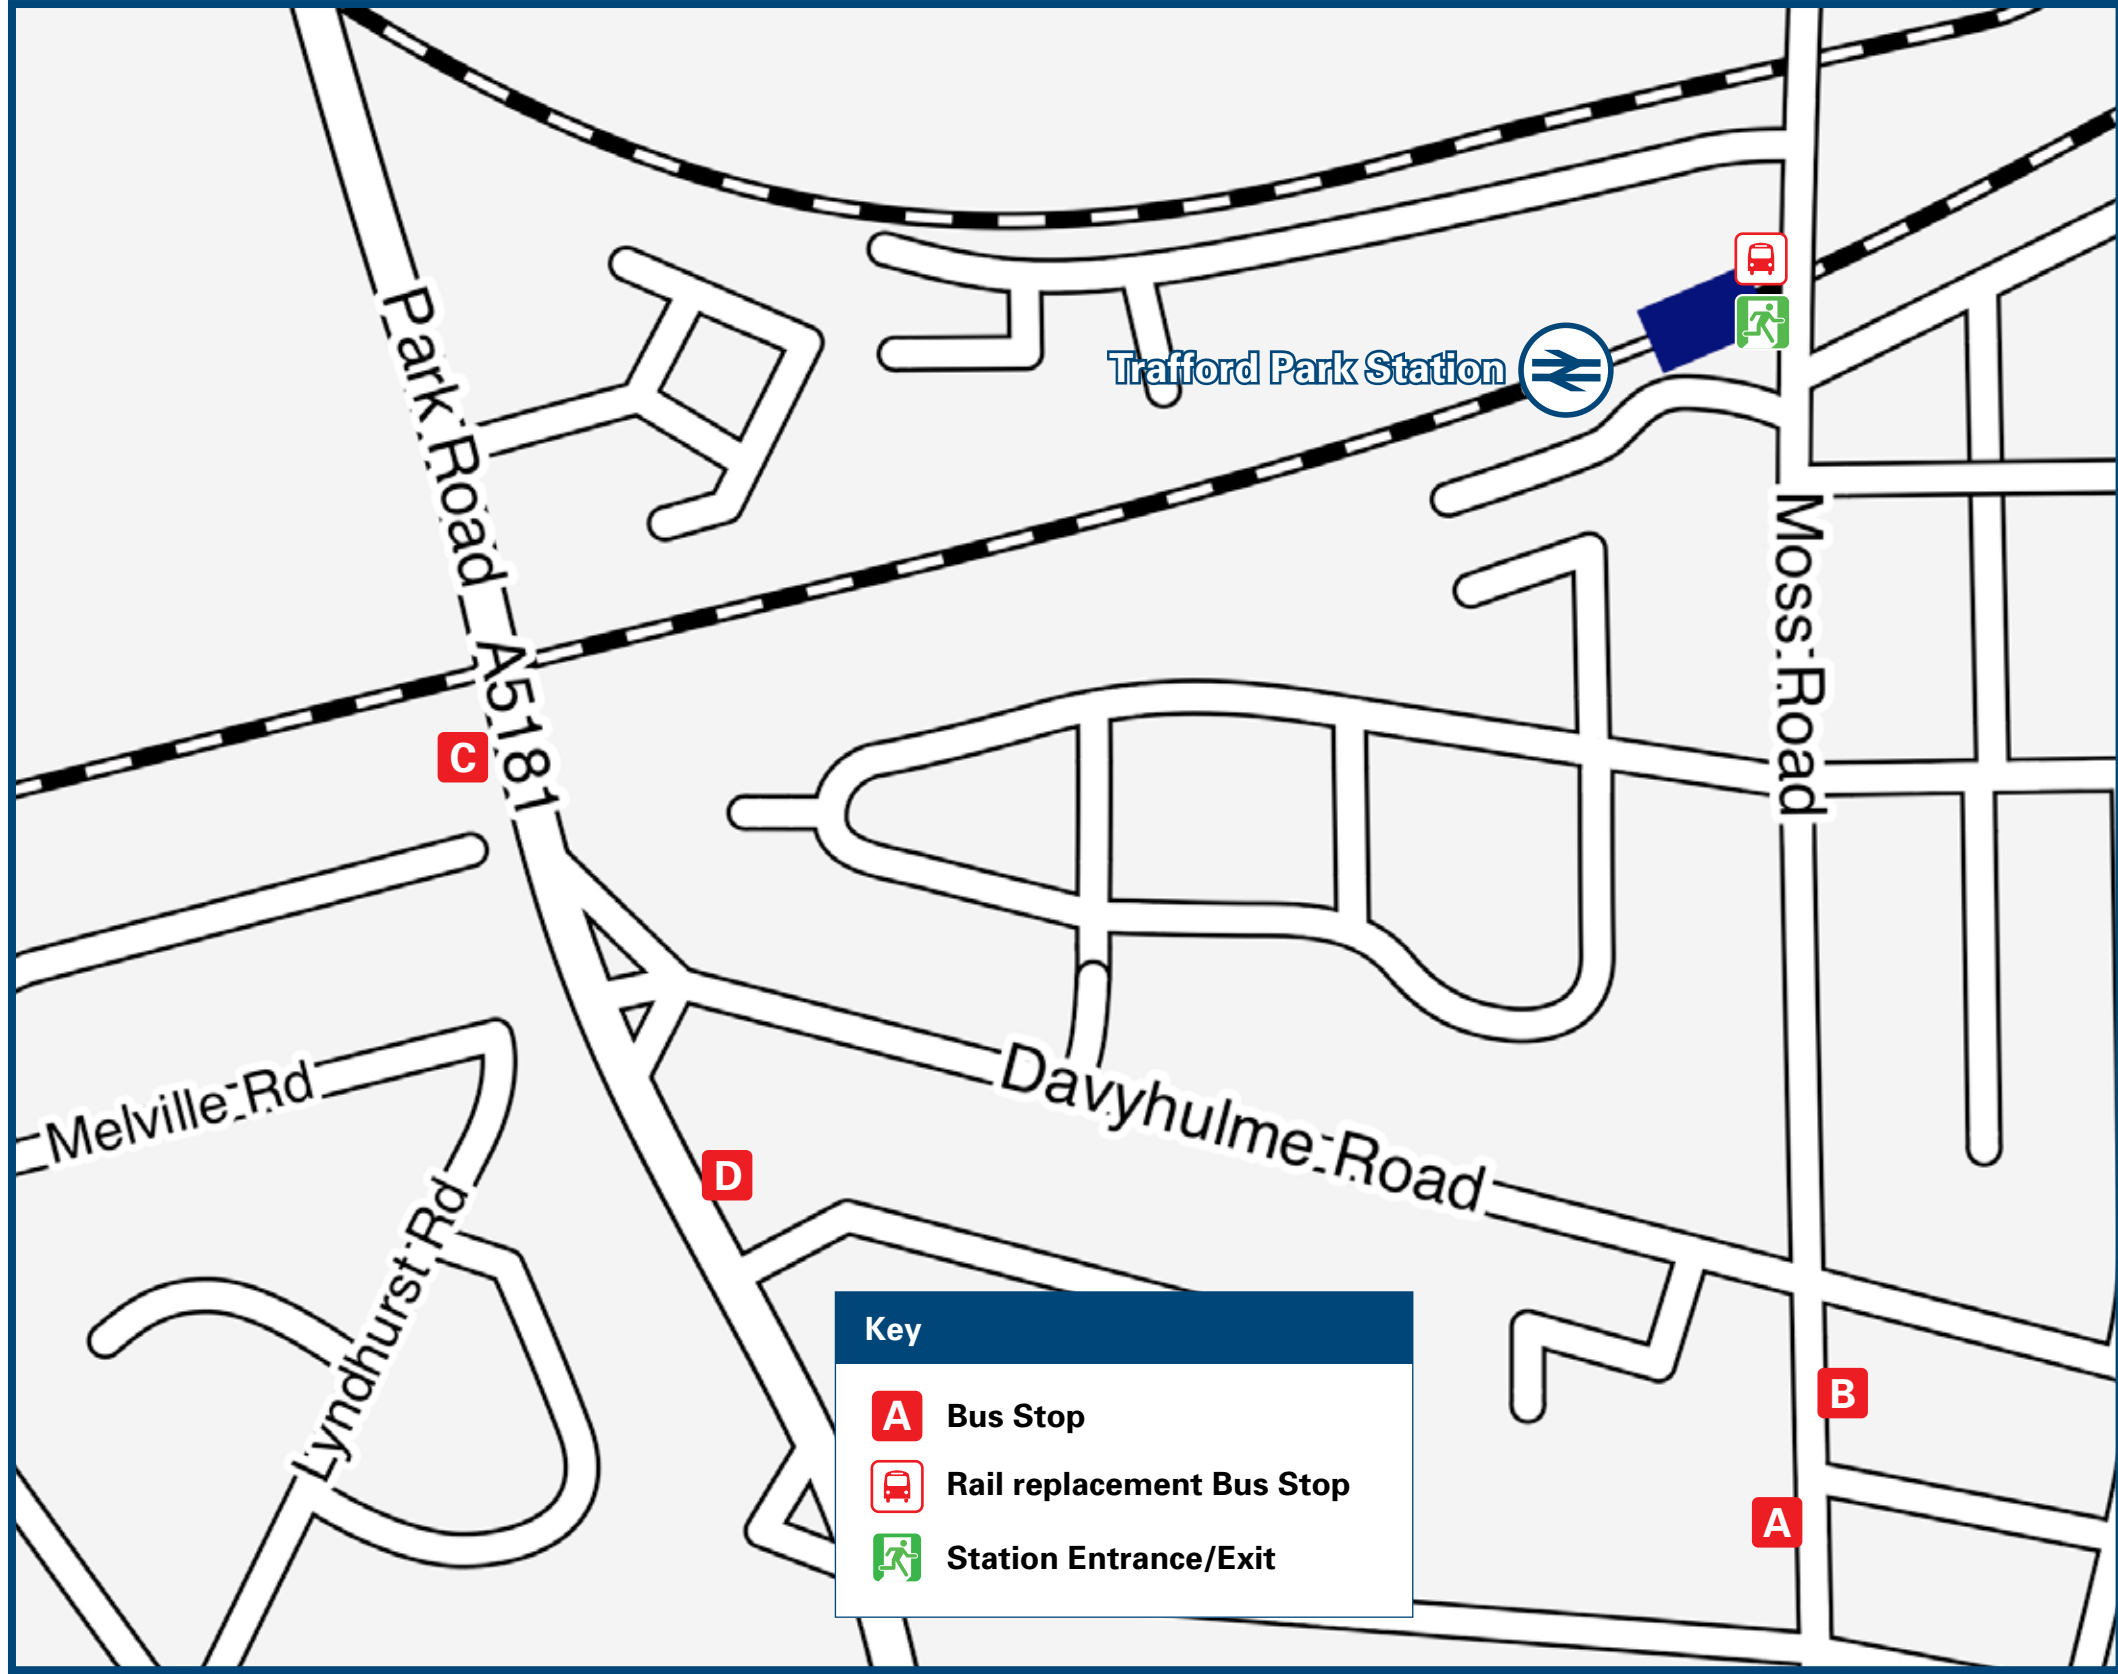 Park Road A5181
Trafford Park Station
Moss Road
C
Davyhulme Road
Melville Rd
D
Lyndhurst Rd
B
A
Key
A Bus Stop
Rail replacement Bus Stop
Station Entrance/Exit